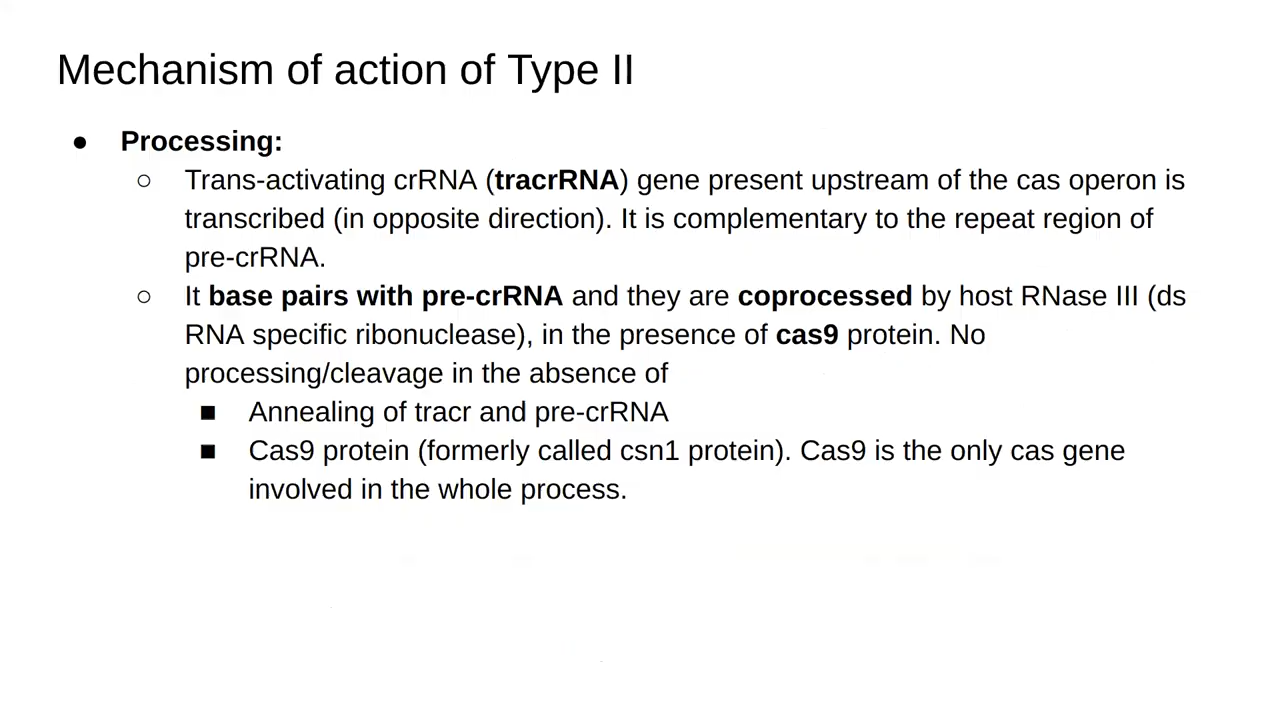 Mechanism of action of Type II
● Processing:
○ Trans-activating crRNA (tracrRNA) gene present upstream of the cas operon is
transcribed (in opposite direction). It is complementary to the repeat region of
pre-crRNA.
○ It base pairs with pre-crRNA and they are coprocessed by host RNase III (ds
RNA specific ribonuclease), in the presence of cas9 protein. No
processing/cleavage in the absence of
■ Annealing of tracr and pre-crRNA
■ Cas9 protein (formerly called csn1 protein). Cas9 is the only cas gene
involved in the whole process.